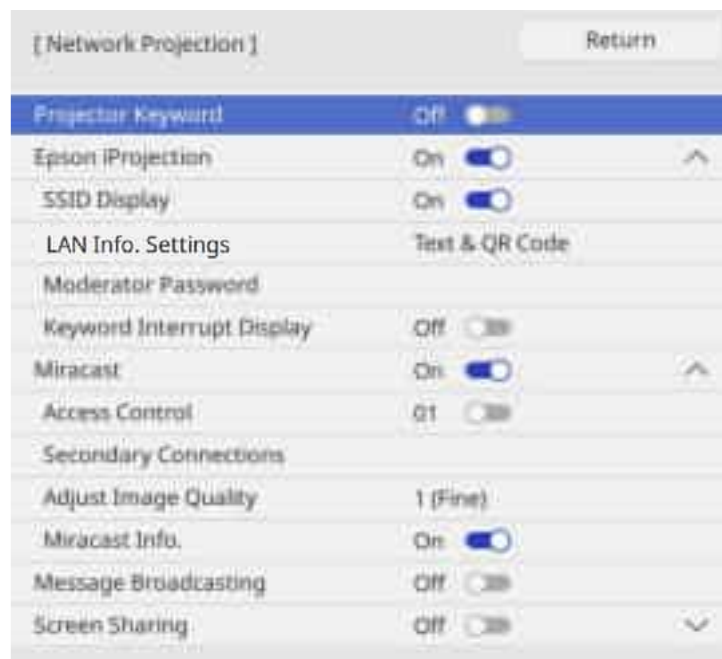 [ Network Projection ] Return
Projector Keyword Off
Epson iProjection On
SSID Display On
LAN Info. Settings Text & QR Code
Moderator Password
Keyword Interrupt Display Off
Miracast On
Access Control 01
Secondary Connections
Adjust Image Quality 1 (Fine)
Miracast Info. On
Message Broadcasting Off
Screen Sharing Off